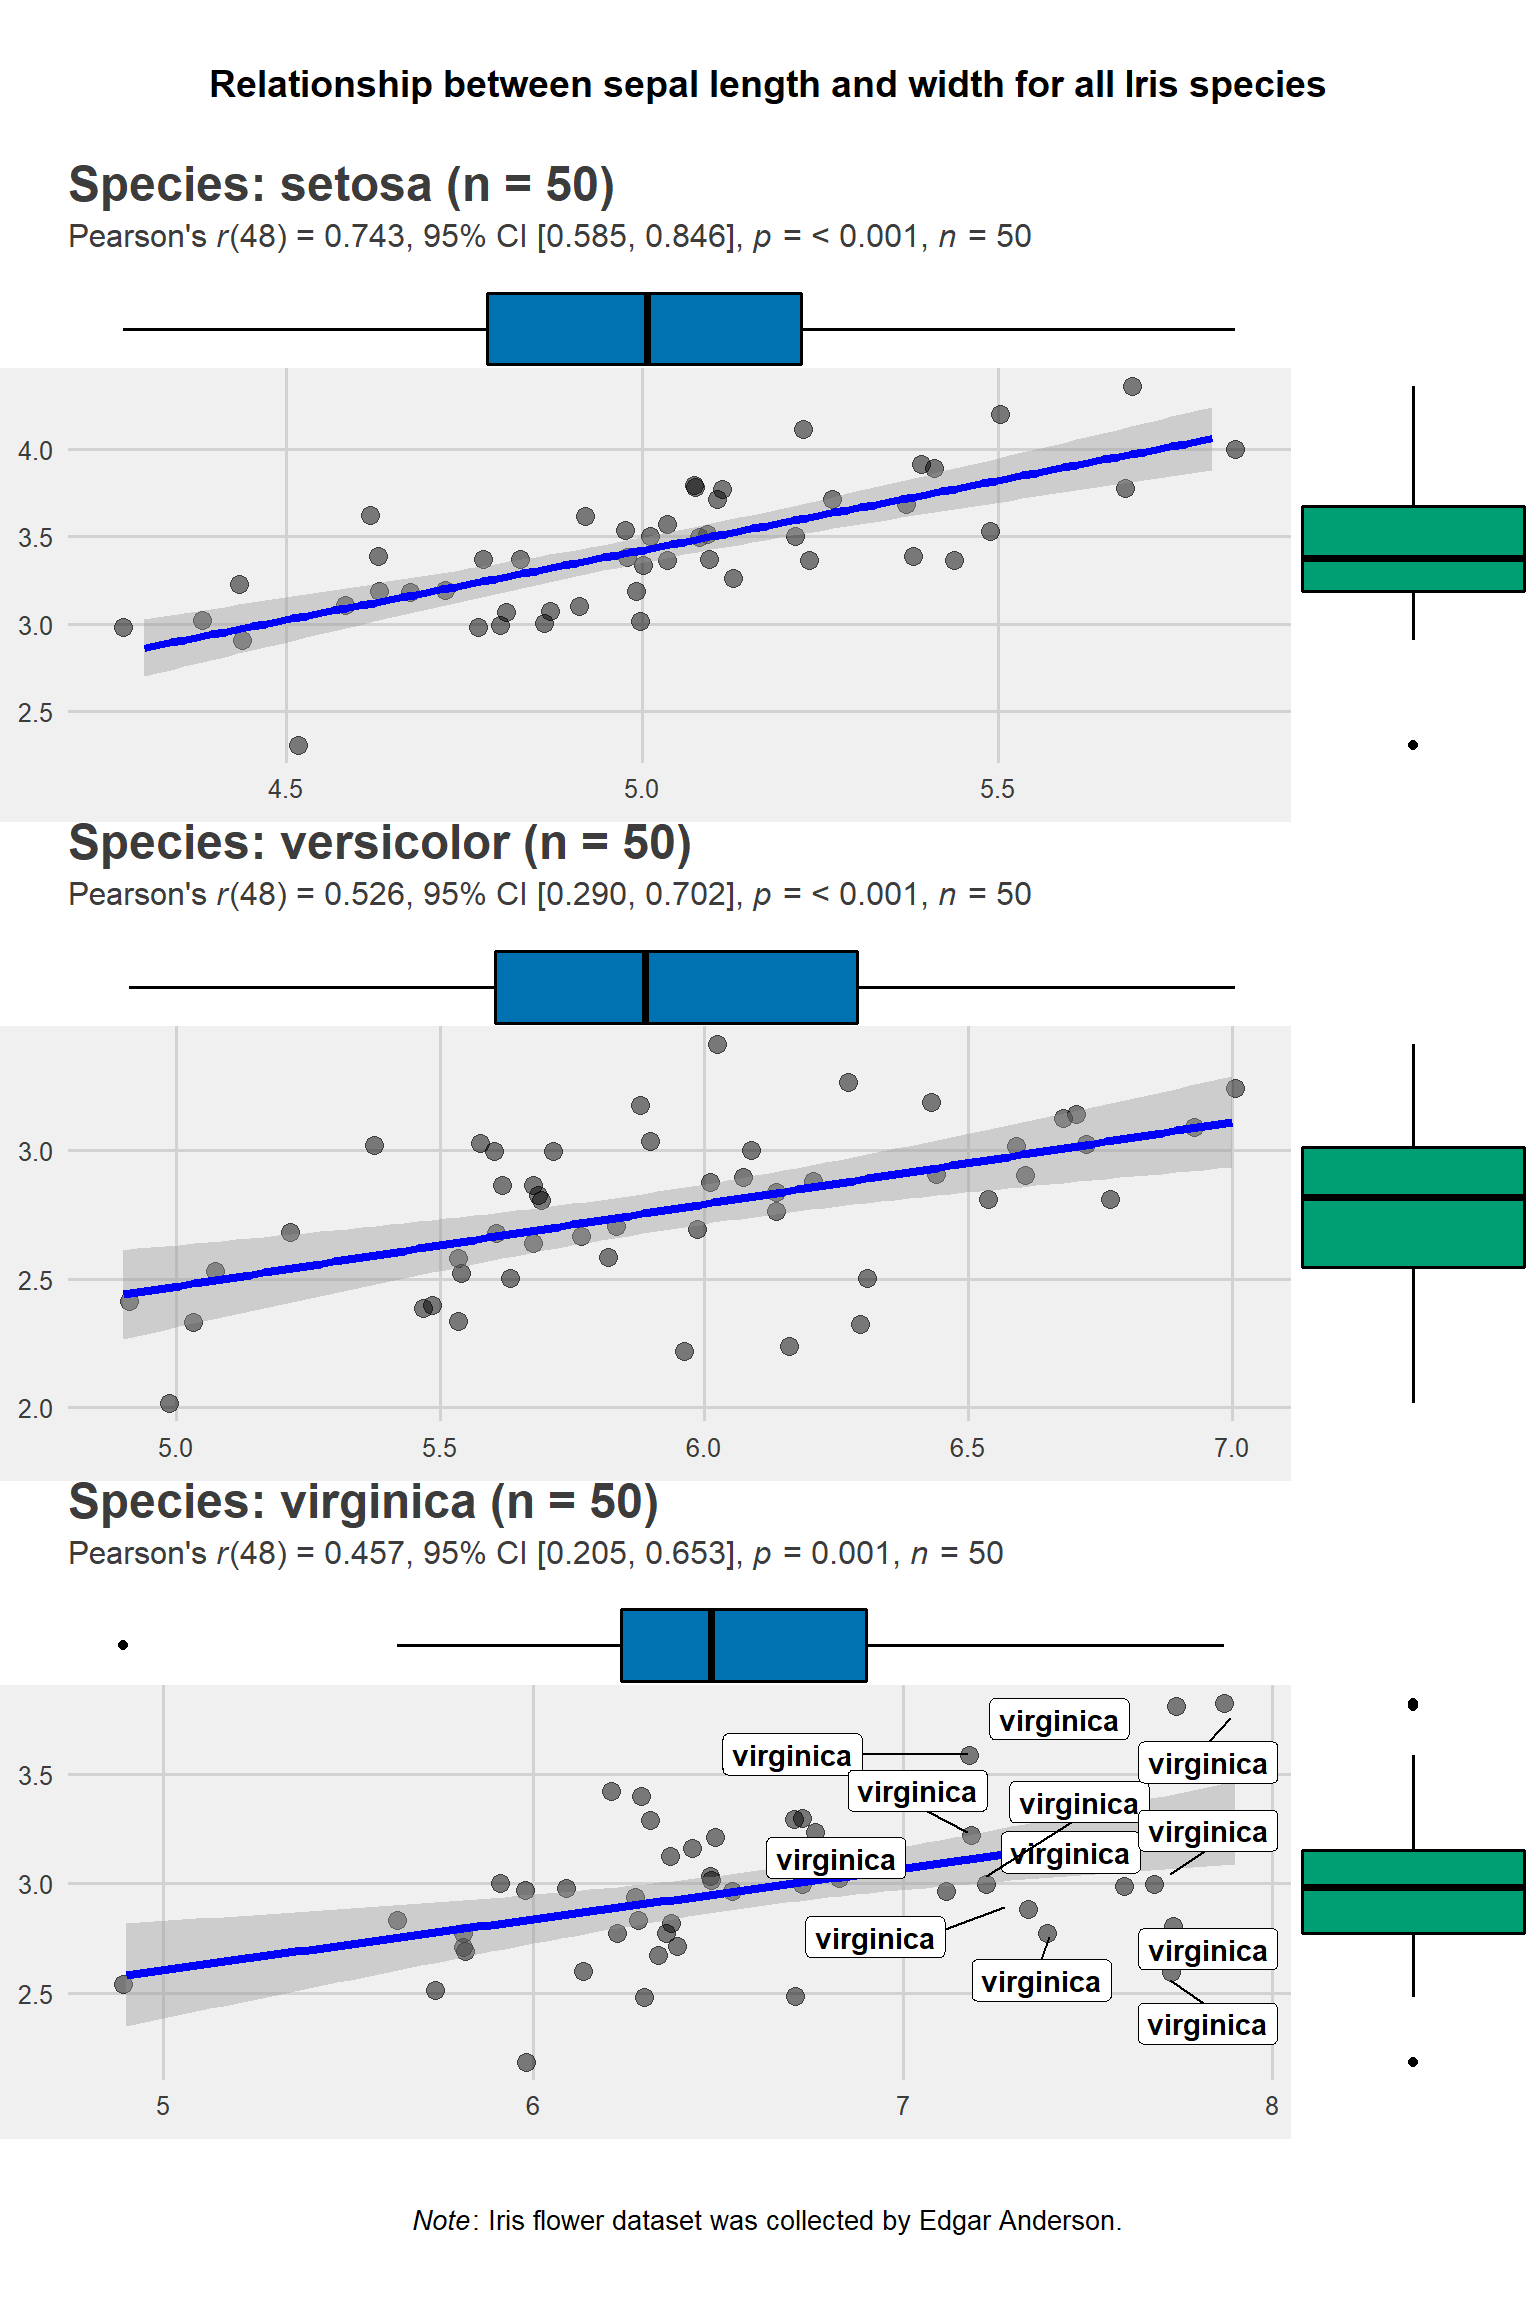 Relationship between sepal length and width for all Iris species
Species: setosa (n = 50)
Pearson's r(48) = 0.743, 95% CI [0.585, 0.846], p = < 0.001, n = 50
4.0
3.5
3.0
2.5
4.5 5.0 5.5
Species: versicolor (n = 50)
Pearson's r(48) = 0.526, 95% CI [0.290, 0.702], p = < 0.001, n = 50
3.0
2.5
2.0
5.0 5.5 6.0 6.5 7.0
Species: virginica (n = 50)
Pearson's r(48) = 0.457, 95% CI [0.205, 0.653], p = 0.001, n = 50
virginica
virginica
virginica
virginica
virginica
virginica
virginica
virginica
virginica
virginica
virginica
virginica
3.5
3.0
2.5
5 6 7 8
Note: Iris flower dataset was collected by Edgar Anderson.